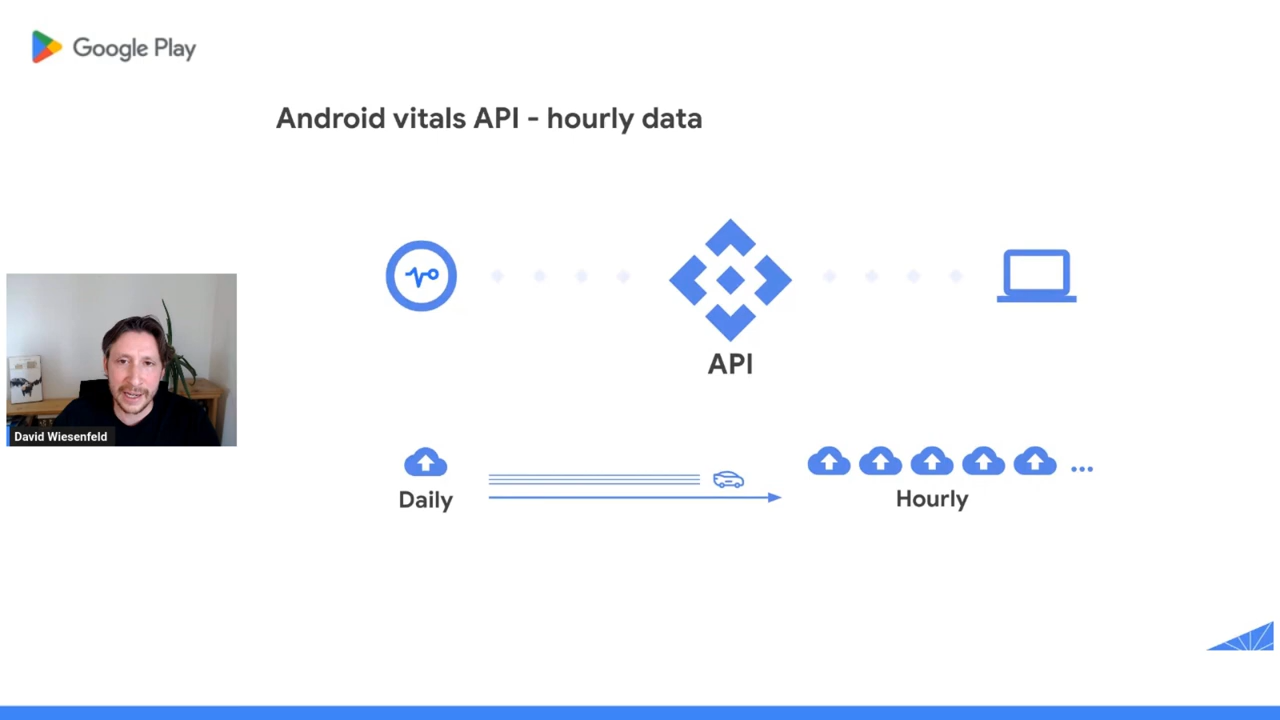 Google Play
Android vitals API - hourly data
API
David Wiesenfeld
Daily
Hourly
...